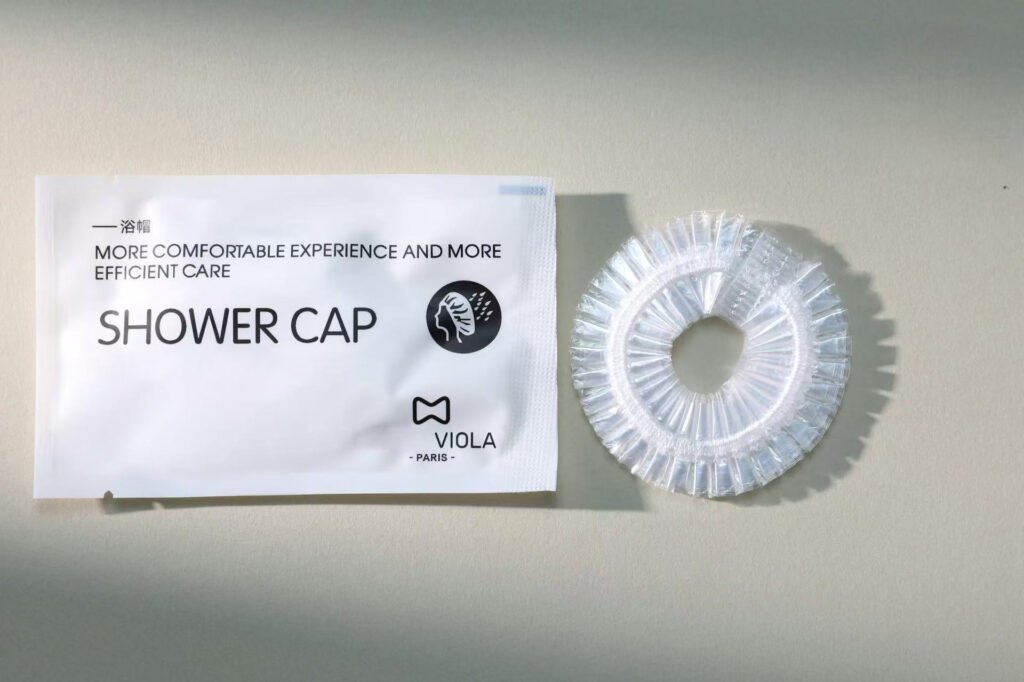 浴帽
MORE COMFORTABLE EXPERIENCE AND MORE
EFFICIENT CARE
SHOWER CAP
VIOLA
- PARIS -